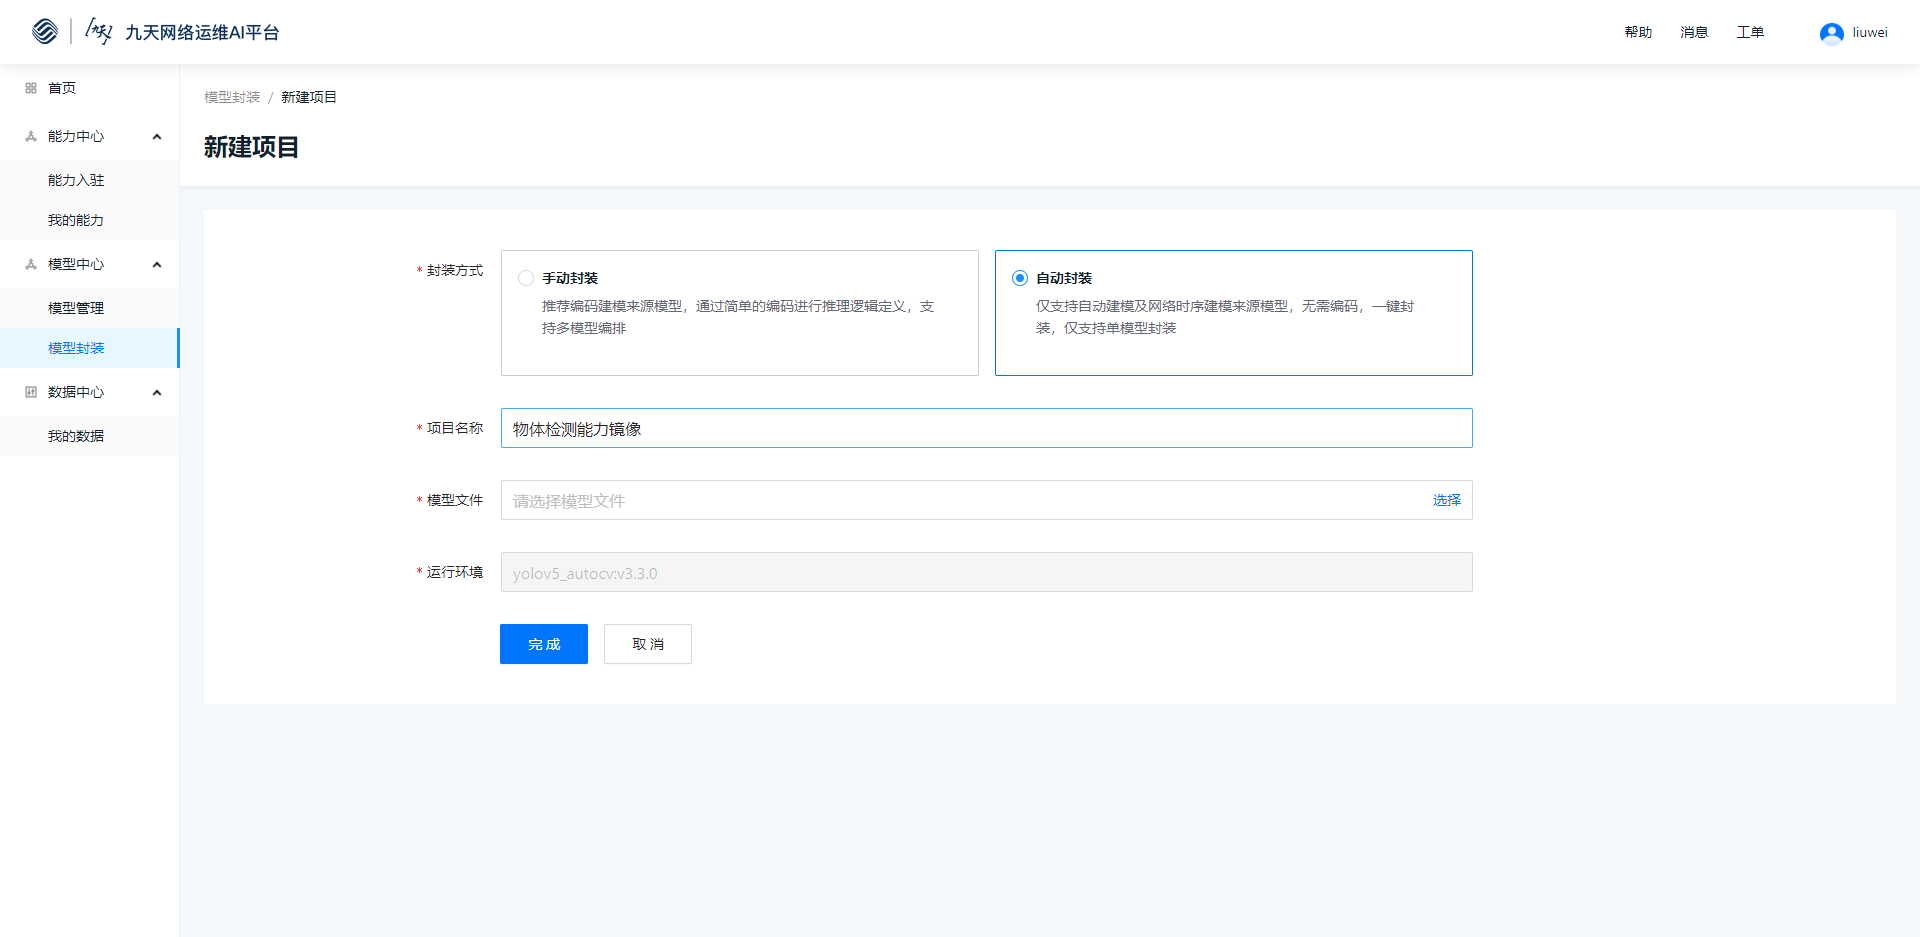 九天网络运维AI平台
帮助
消息
工单
liuwei
首页
能力中心
能力入驻
我的能力
模型中心
模型管理
模型封装
数据中心
我的数据
模型封装 / 新建项目
新建项目
* 封装方式
手动封装
推荐编码建模来源模型，通过简单的编码进行推理逻辑定义，支
持多模型编排
自动封装
仅支持自动建模及网络时序建模来源模型，无需编码，一键封
装，仅支持单模型封装
* 项目名称
物体检测能力镜像
* 模型文件
请选择模型文件
选择
* 运行环境
yolov5_autocv:v3.3.0
完 成
取 消